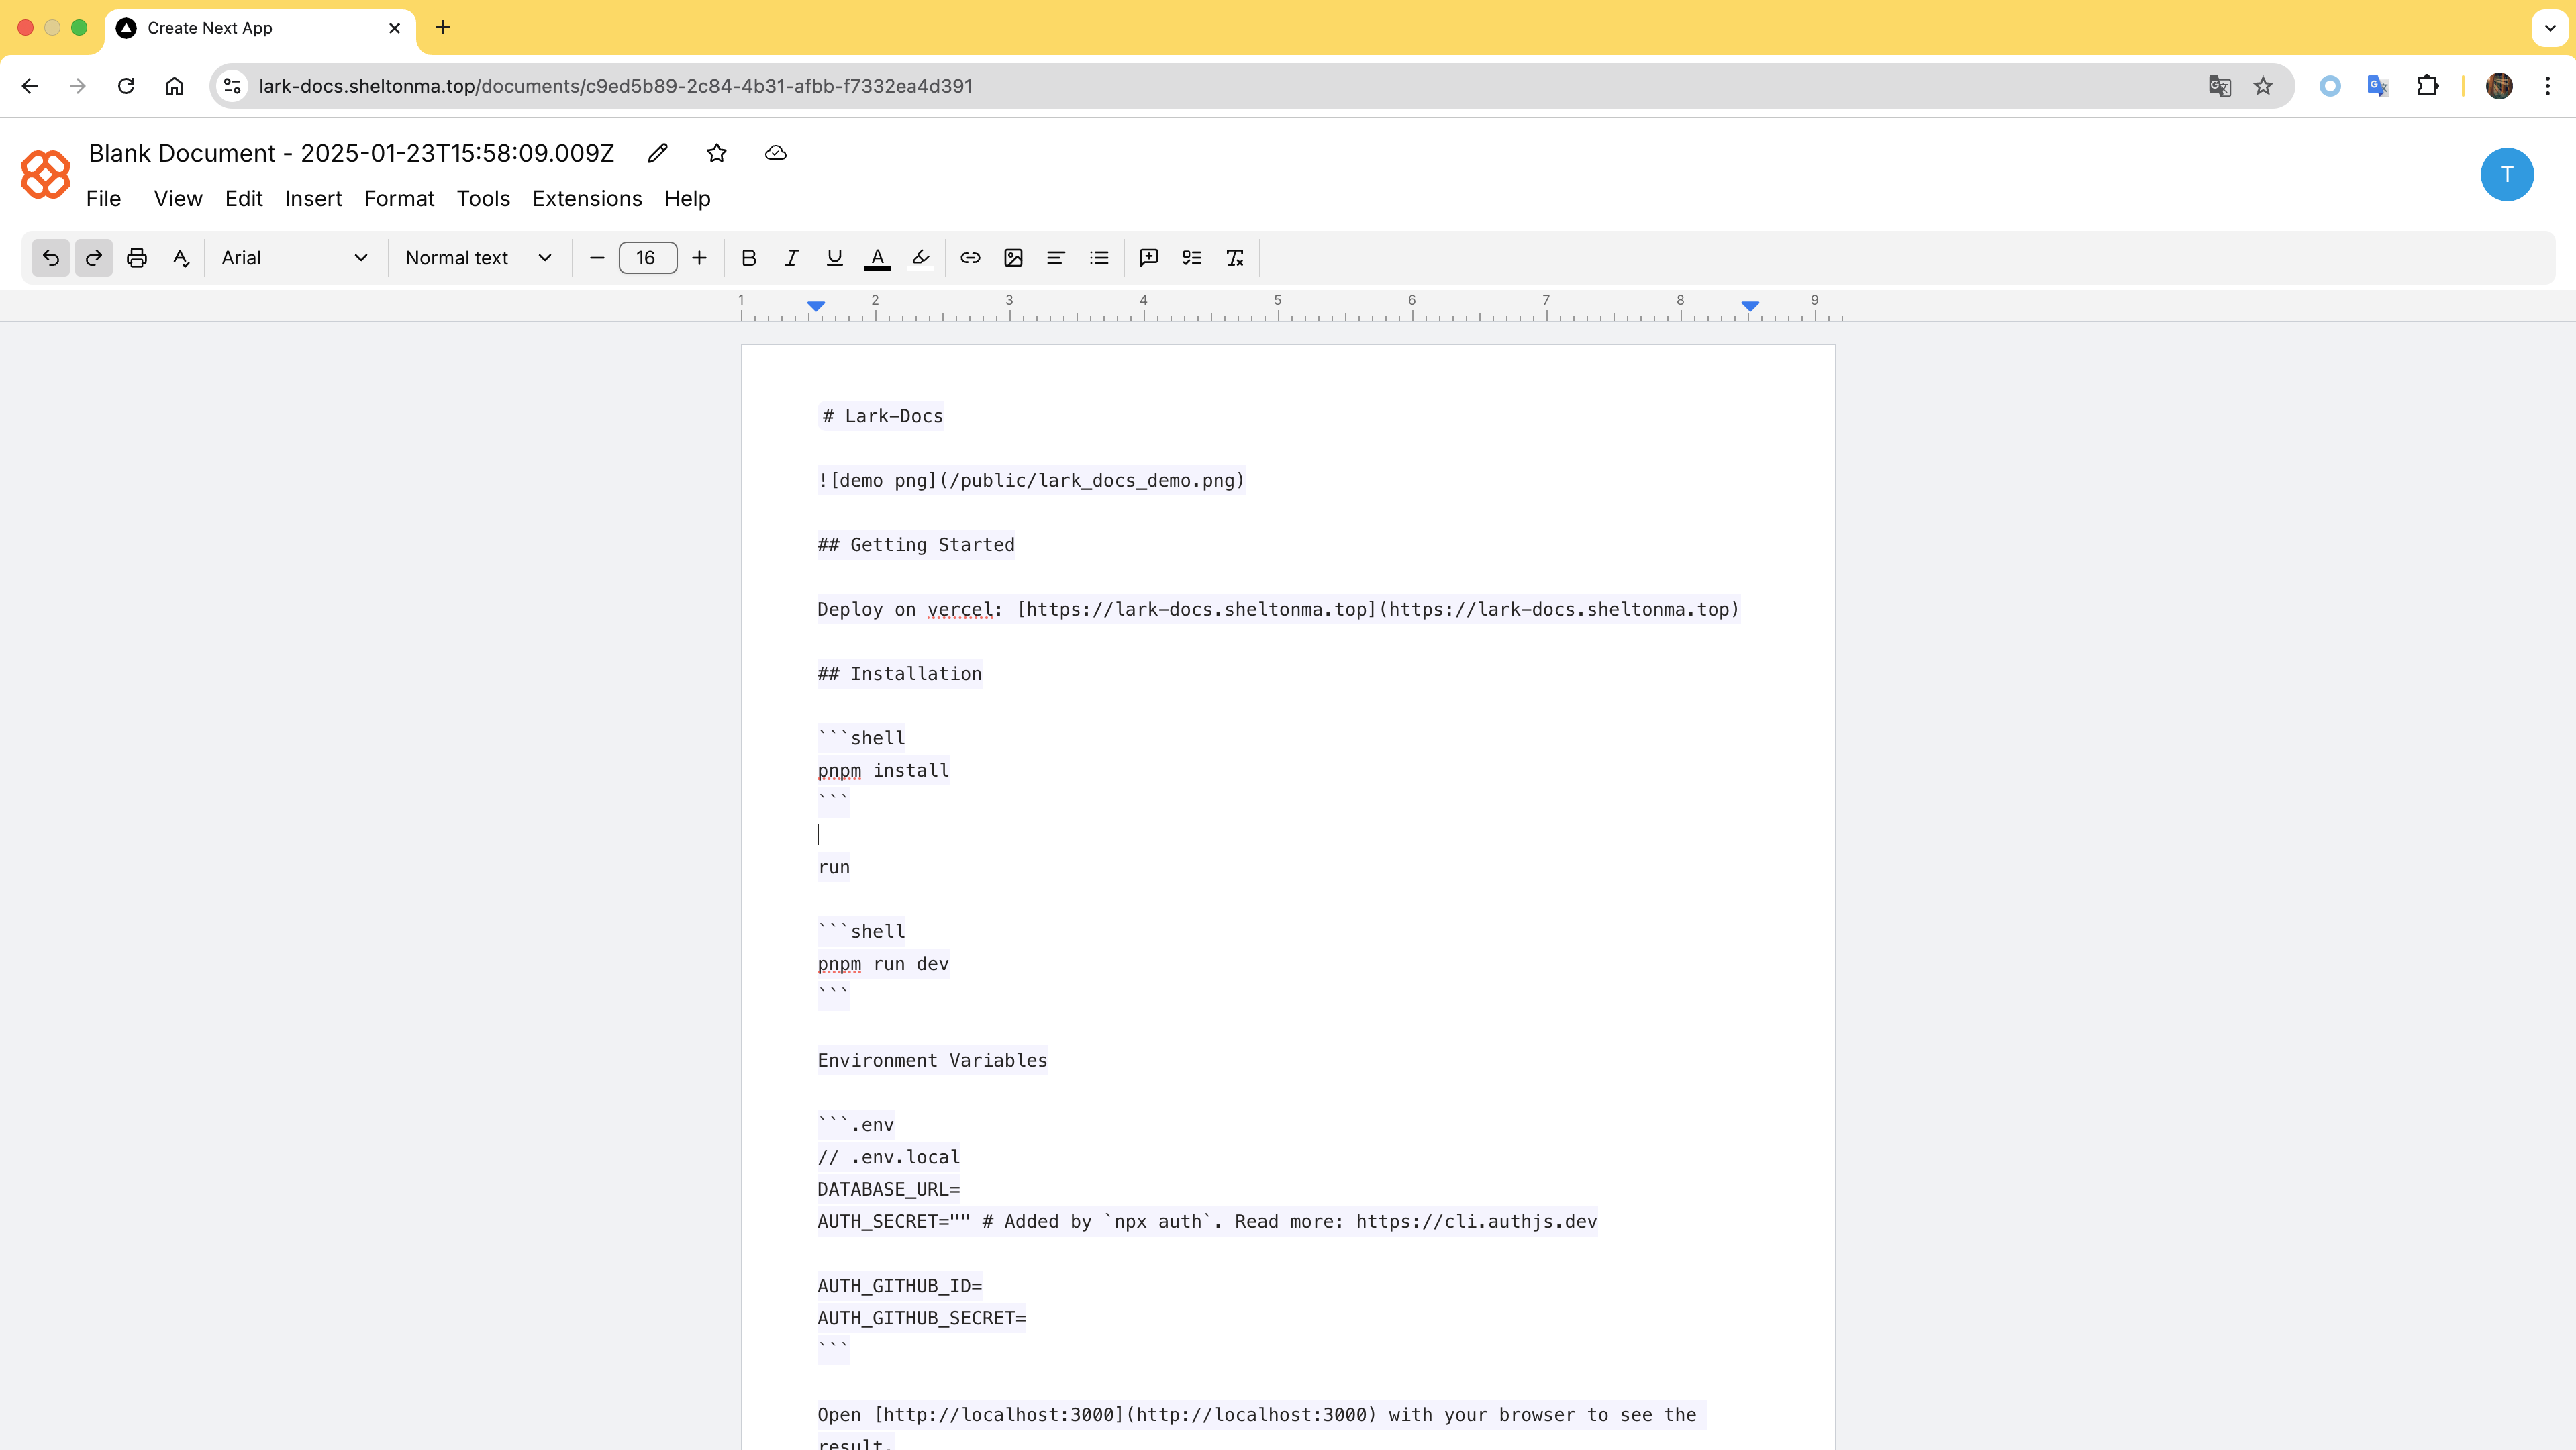 Create Next App
lark-docs.sheltonma.top/documents/c9ed5b89-2c84-4b31-afbb-f7332ea4d391
Blank Document - 2025-01-23T15:58:09.009Z
File View Edit Insert Format Tools Extensions Help
T
Arial Normal text 16 B I U A
1 2 3 4 5 6 7 8 9
# Lark-Docs
![demo png](/public/lark_docs_demo.png)
## Getting Started
Deploy on vercel: [https://lark-docs.sheltonma.top](https://lark-docs.sheltonma.top)
## Installation
```shell
pnpm install
```
run
```shell
pnpm run dev
```
Environment Variables
```.env
// .env.local
DATABASE_URL=
AUTH_SECRET="" # Added by `npx auth`. Read more: https://cli.authjs.dev
AUTH_GITHUB_ID=
AUTH_GITHUB_SECRET=
```
Open [http://localhost:3000](http://localhost:3000) with your browser to see the
result.